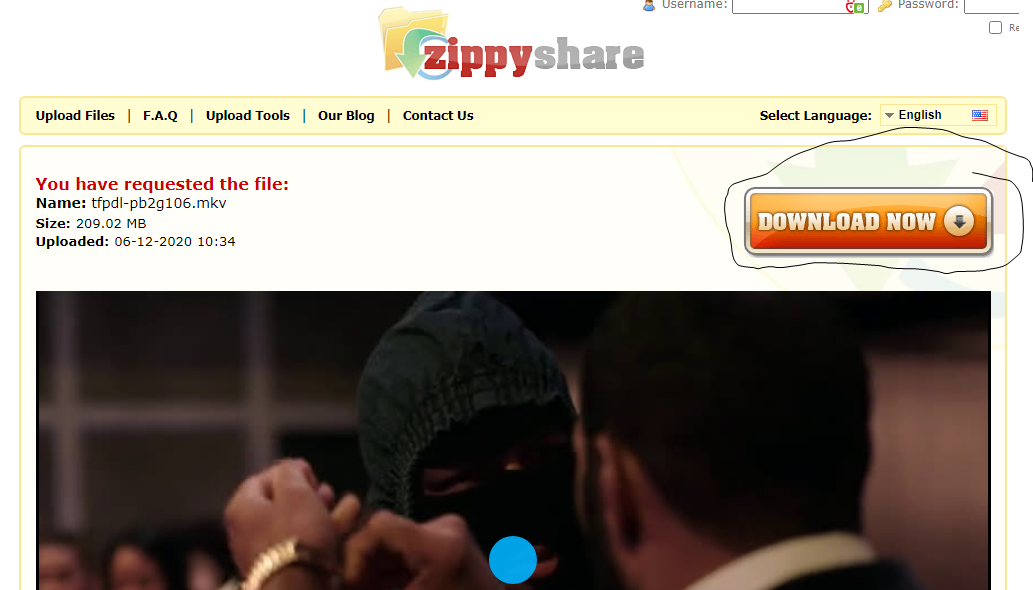 Username:
Password:
Re
zippyshare
Upload Files | F.A.Q | Upload Tools | Our Blog | Contact Us
Select Language: English
You have requested the file:
Name: tfpdl-pb2g106.mkv
Size: 209.02 MB
Uploaded: 06-12-2020 10:34
DOWNLOAD NOW